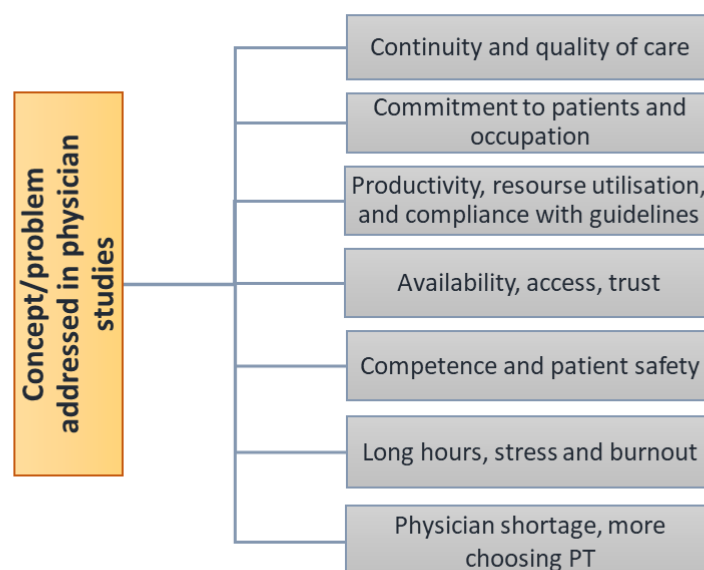 Concept/problem
addressed in physician
studies
Continuity and quality of care
Commitment to patients and
occupation
Productivity, resourse utilisation,
and compliance with guidelines
Availability, access, trust
Competence and patient safety
Long hours, stress and burnout
Physician shortage, more
choosing PT